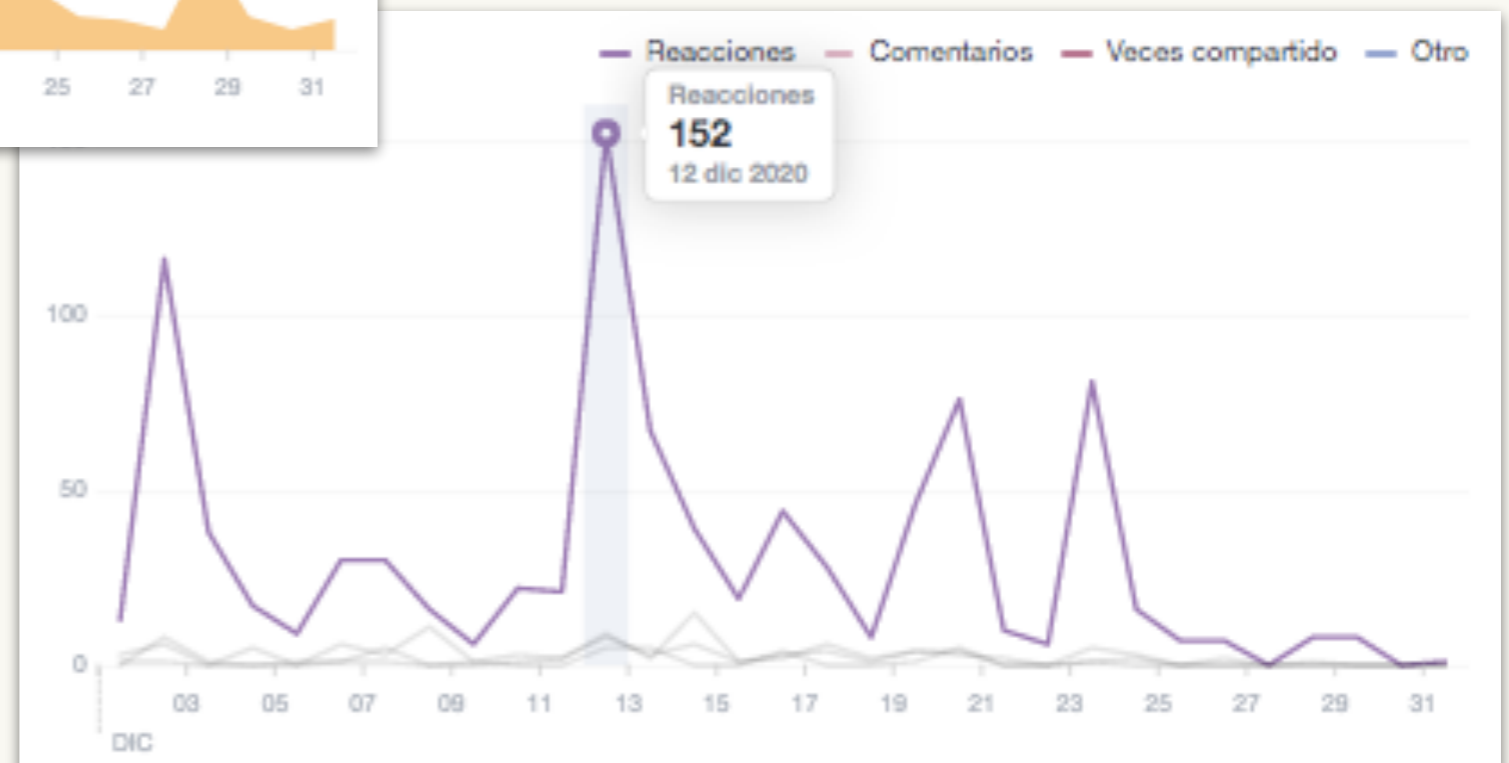 25 27 29 31
Reacciones Comentarios Veces compartido Otro
Reacciones
152
12 dic 2020
100
50
0
03 05 07 09 11 13 15 17 19 21 23 25 27 29 31
DIC